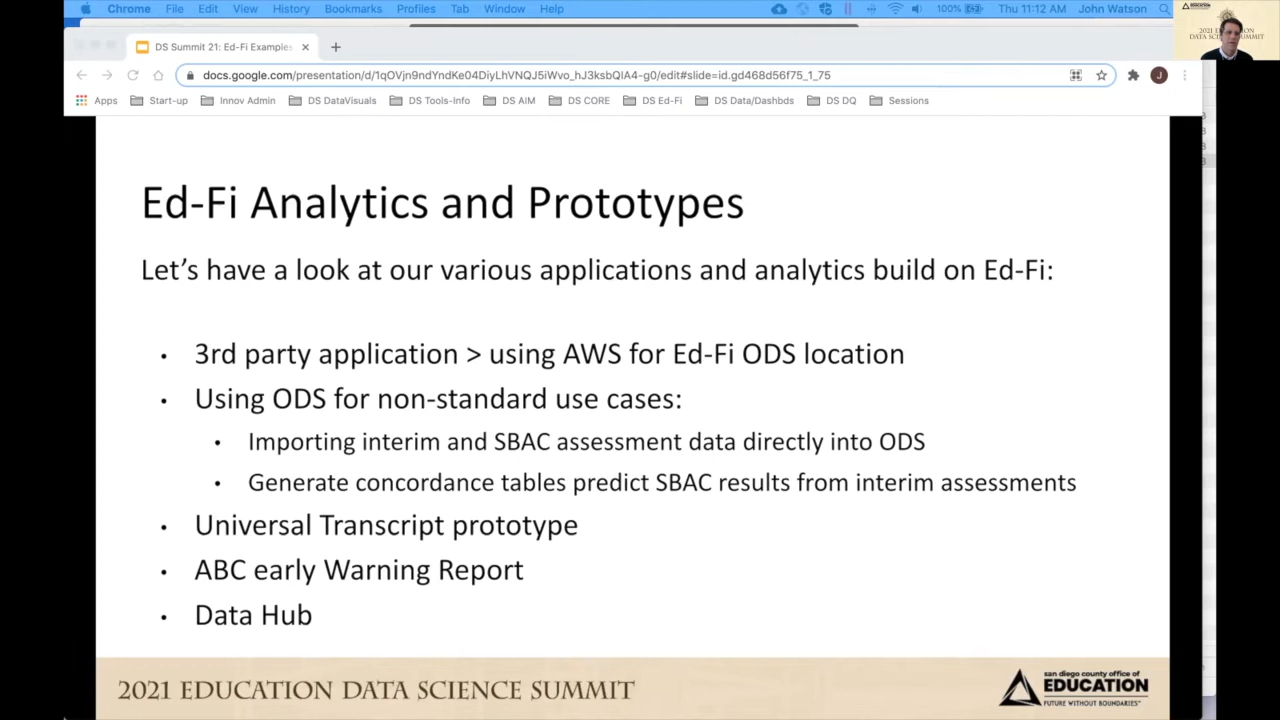 Chrome File Edit View History Bookmarks Profiles Tab Window Help 100% Thu 11:12 AM John Watson
DS Summit 21: Ed-Fi Examples
docs.google.com/presentation/d/1qOVjn9ndYndKe04DiyLhVNQJ5iWvo_hJ3ksbQIA4-g0/edit#slide=id.gd468d56f75_1_75
J
Apps Start-up Innov Admin DS DataVisuals DS Tools-Info DS AIM DS CORE DS Ed-Fi DS Data/Dashbds DS DQ Sessions
Ed-Fi Analytics and Prototypes
Let's have a look at our various applications and analytics build on Ed-Fi:
• 3rd party application > using AWS for Ed-Fi ODS location
• Using ODS for non-standard use cases:
• Importing interim and SBAC assessment data directly into ODS
• Generate concordance tables predict SBAC results from interim assessments
• Universal Transcript prototype
• ABC early Warning Report
• Data Hub
2021 EDUCATION DATA SCIENCE SUMMIT
san diego county office of
EDUCATION
FUTURE WITHOUT BOUNDARIES™